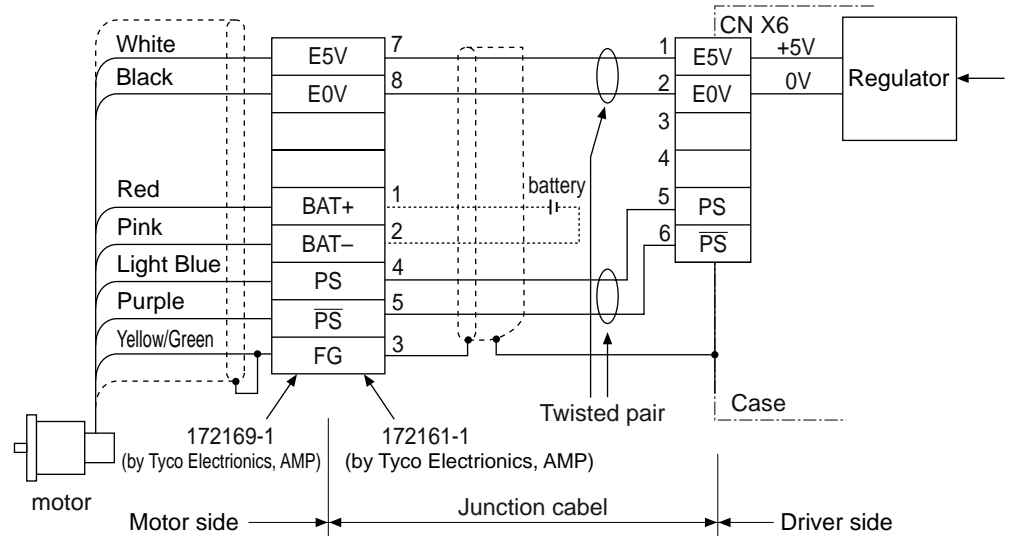 CN X6
White
7
1
E5V
E5V
+5V
Black
8
2
E0V
E0V
0V
Regulator
3
4
Red
1
battery
5
BAT+
PS
Pink
2
6
BAT–
P̅S̅
Light Blue
4
PS
Purple
5
P̅S̅
Yellow/Green
3
FG
Twisted pair
Case
172169-1
(by Tyco Electrionics, AMP)
172161-1
(by Tyco Electrionics, AMP)
motor
Motor side
Junction cabel
Driver side